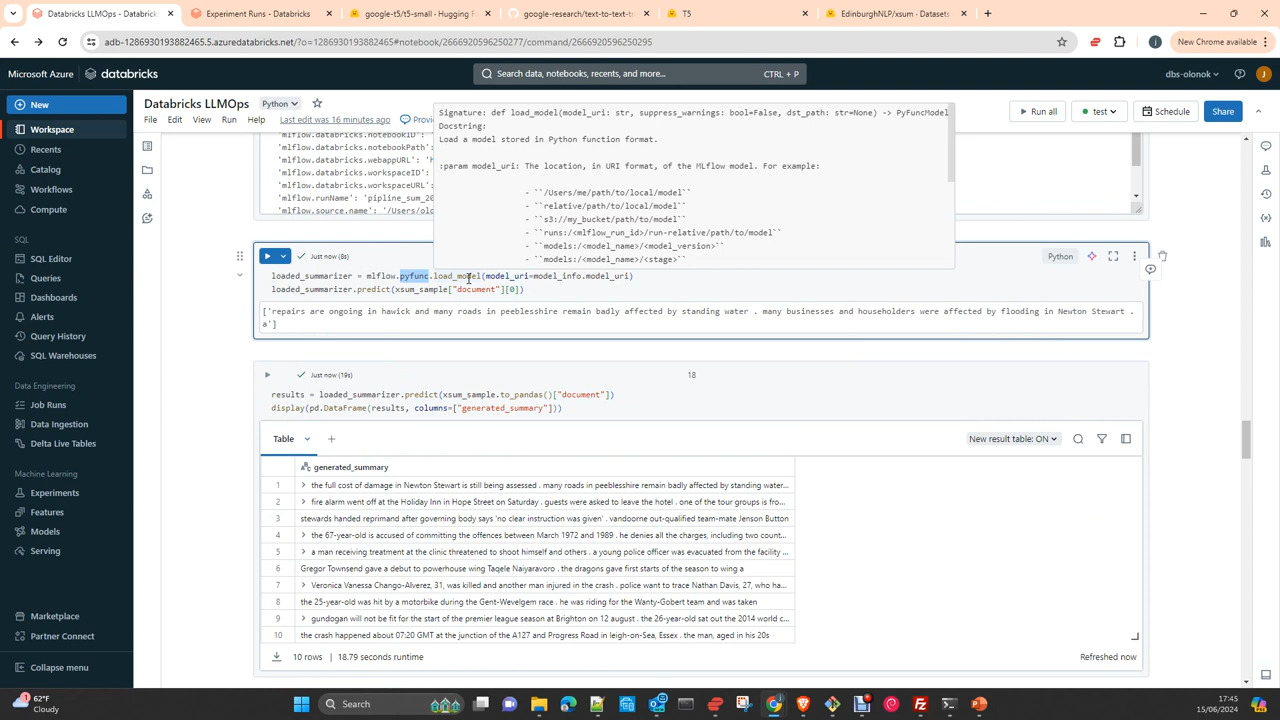 Databricks LLMOps - Databricks
Experiment Runs - Databricks
google-t5/t5-small · Hugging F
google-research/text-to-text-t
T5
EdinburghNLP/xsum · Datasets
adb-1286930193882465.5.azuredatabricks.net/?o=1286930193882465#notebook/2666920596250277/command/2666920596250295
New Chrome available
Microsoft Azure
databricks
Search data, notebooks, recents, and more...
CTRL + P
dbs-olonok
J
New
Workspace
Recents
Catalog
Workflows
Compute
SQL
SQL Editor
Queries
Dashboards
Alerts
Query History
SQL Warehouses
Data Engineering
Job Runs
Data Ingestion
Delta Live Tables
Machine Learning
Experiments
Features
Models
Serving
Marketplace
Partner Connect
Collapse menu
Databricks LLMOps
Python
File
Edit
View
Run
Help
Last edit was 16 minutes ago
Provi
Run all
test
Schedule
Share
'mlflow.databricks.notebookID'
'mlflow.databricks.notebookPath'
'mlflow.databricks.webappURL'
'mlflow.databricks.workspaceID'
'mlflow.databricks.workspaceURL'
'mlflow.runName': 'pipline_sum_20
'mlflow.source.name': '/Users/olo
Signature: def load_model(model_uri: str, suppress_warnings: bool=False, dst_path: str=None) -> PyFuncModel
Docstring:
Load a model stored in Python function format.
:param model_uri: The location, in URI format, of the MLflow model. For example:
- ``/Users/me/path/to/local/model``
- ``relative/path/to/local/model``
- ``s3://my_bucket/path/to/model``
- ``runs:/<mlflow_run_id>/run-relative/path/to/model``
- ``models:/<model_name>/<model_version>``
- ``models:/<model_name>/<stage>``
Just now (8s)
Python
loaded_summarizer = mlflow.pyfunc.load_model(model_uri=model_info.model_uri)
loaded_summarizer.predict(xsum_sample["document"][0])
['repairs are ongoing in hawick and many roads in peeblesshire remain badly affected by standing water . many businesses and householders were affected by flooding in Newton Stewart .
a']
Just now (19s)
18
results = loaded_summarizer.predict(xsum_sample.to_pandas()["document"])
display(pd.DataFrame(results, columns=["generated_summary"]))
Table
New result table: ON
generated_summary
1 the full cost of damage in Newton Stewart is still being assessed . many roads in peeblesshire remain badly affected by standing water...
2 fire alarm went off at the Holiday Inn in Hope Street on Saturday . guests were asked to leave the hotel . one of the tour groups is fro...
3 stewards handed reprimand after governing body says 'no clear instruction was given' . vandoorne out-qualified team-mate Jenson Button
4 the 67-year-old is accused of committing the offences between March 1972 and 1989 . he denies all the charges, including two count...
5 a man receiving treatment at the clinic threatened to shoot himself and others . a young police officer was evacuated from the facility ...
6 Gregor Townsend gave a debut to powerhouse wing Taqele Naiyaravoro . the dragons gave first starts of the season to wing a
7 Veronica Vanessa Chango-Alverez, 31, was killed and another man injured in the crash . police want to trace Nathan Davis, 27, who ha...
8 the 25-year-old was hit by a motorbike during the Gent-Wevelgem race . he was riding for the Wanty-Gobert team and was taken
9 gundogan will not be fit for the start of the premier league season at Brighton on 12 august . the 26-year-old sat out the 2014 world c...
10 the crash happened about 07:20 GMT at the junction of the A127 and Progress Road in leigh-on-Sea, Essex . the man, aged in his 20s
10 rows | 18.79 seconds runtime
Refreshed now
62°F
Cloudy
Search
17:45
15/06/2024